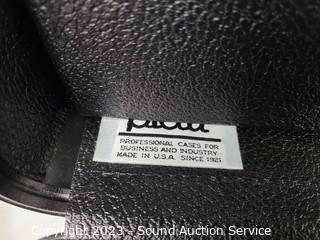 PROFESSIONAL CASES FOR
BUSINESS AND INDUSTRY
MADE IN U.S.A. SINCE 1921
Copyright 2023 - Sound Auction Service